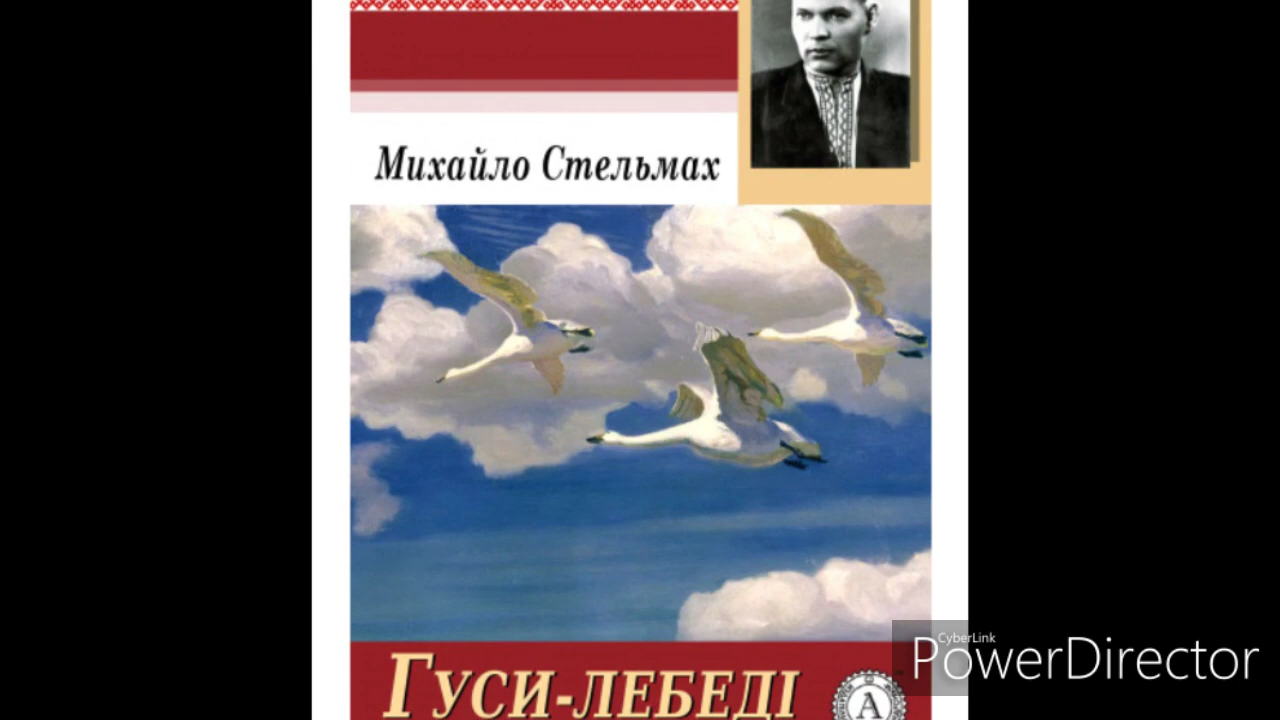 Михайло Стельмах
Гуси-лебеді
А
CyberLink
PowerDirector